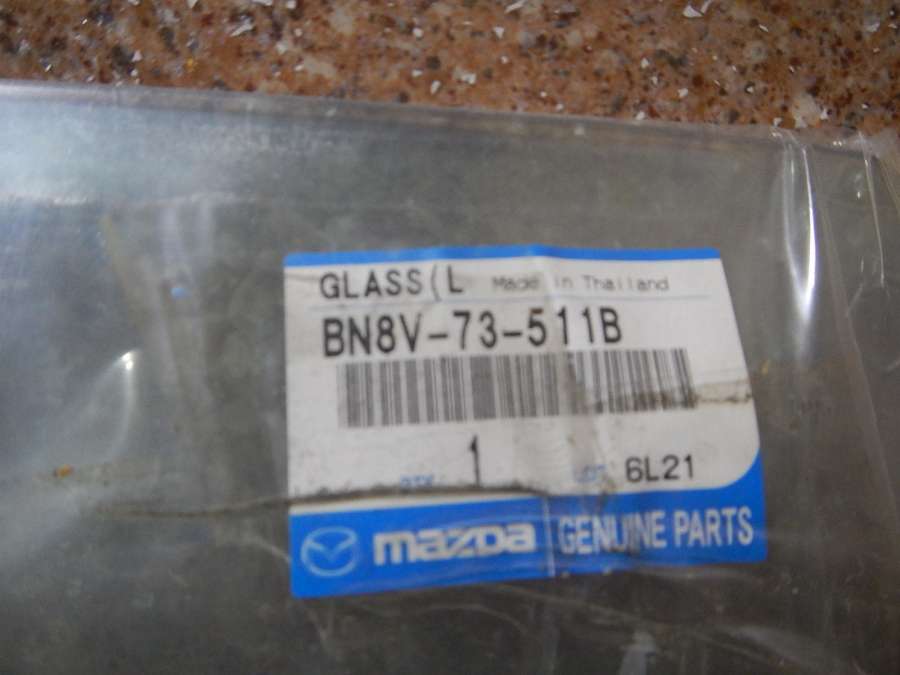 GLASS(L Made in Thailand
BN8V-73-511B
1 6L21
mazda GENUINE PARTS